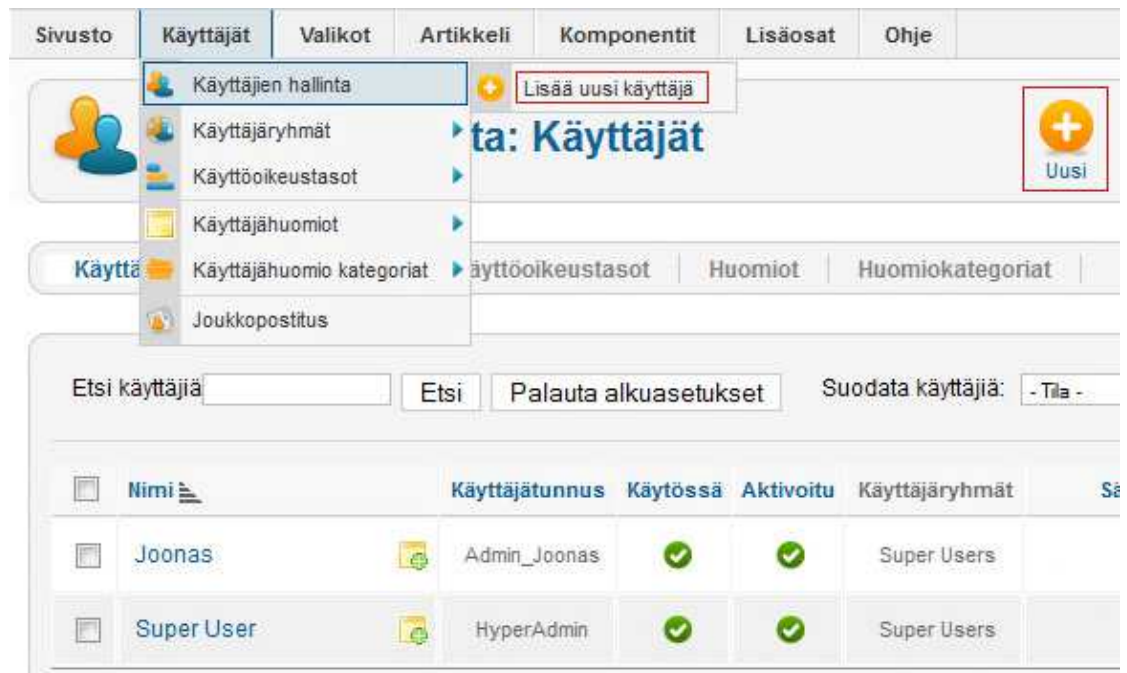 Sivusto Käyttäjät Valikot Artikkeli Komponentit Lisäosat Ohje
Käyttäjien hallinta
Lisää uusi käyttäjä
Käyttäjäryhmät
ta: Käyttäjät
Uusi
Käyttöoikeustasot
Käyttäjähuomiot
Käyttäjähuomio kategoriat
Käyttä
äyttöoikeustasot Huomiot Huomiokategoriat
Joukkopostitus
Etsi käyttäjiä Etsi Palauta alkuasetukset Suodata käyttäjiä: - Tila -
Nimi Käyttäjätunnus Käytössä Aktivoitu Käyttäjäryhmät Sä
Joonas Admin_Joonas Super Users
Super User HyperAdmin Super Users